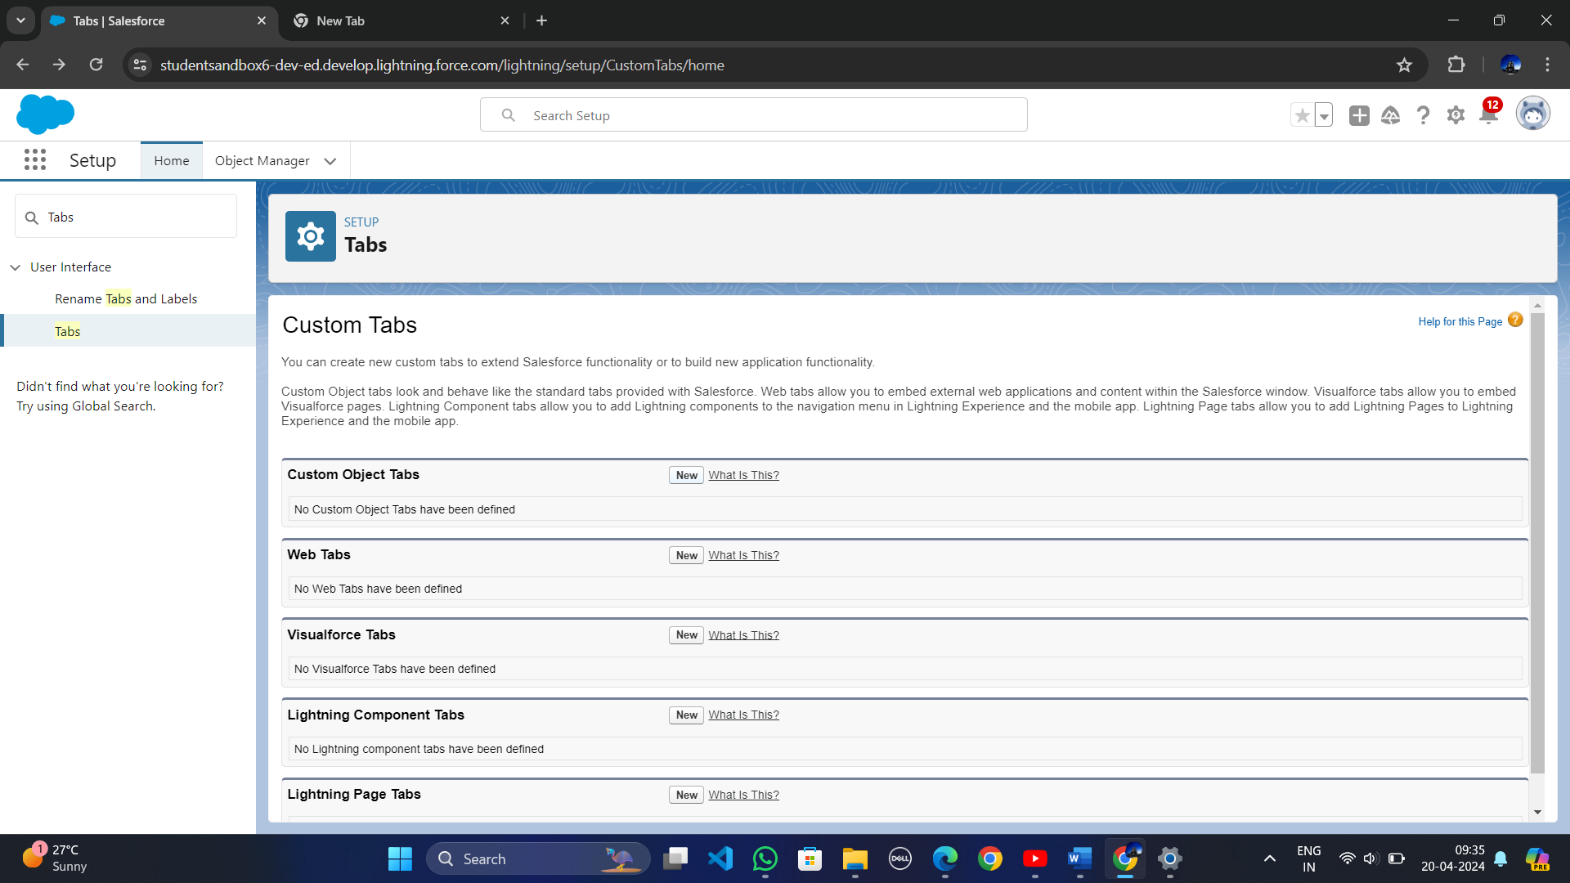 Tabs | Salesforce
New Tab
studentsandbox6-dev-ed.develop.lightning.force.com/lightning/setup/CustomTabs/home
Search Setup
12
Setup
Home
Object Manager
Tabs
User Interface
Rename Tabs and Labels
Tabs
Didn't find what you're looking for?
Try using Global Search.
SETUP
Tabs
Custom Tabs
Help for this Page ?
You can create new custom tabs to extend Salesforce functionality or to build new application functionality.
Custom Object tabs look and behave like the standard tabs provided with Salesforce. Web tabs allow you to embed external web applications and content within the Salesforce window. Visualforce tabs allow you to embed
Visualforce pages. Lightning Component tabs allow you to add Lightning components to the navigation menu in Lightning Experience and the mobile app. Lightning Page tabs allow you to add Lightning Pages to Lightning
Experience and the mobile app.
Custom Object Tabs New What Is This?
No Custom Object Tabs have been defined
Web Tabs New What Is This?
No Web Tabs have been defined
Visualforce Tabs New What Is This?
No Visualforce Tabs have been defined
Lightning Component Tabs New What Is This?
No Lightning component tabs have been defined
Lightning Page Tabs New What Is This?
1
27°C
Sunny
Search
DELL
W
ENG
IN
09:35
20-04-2024
PRE